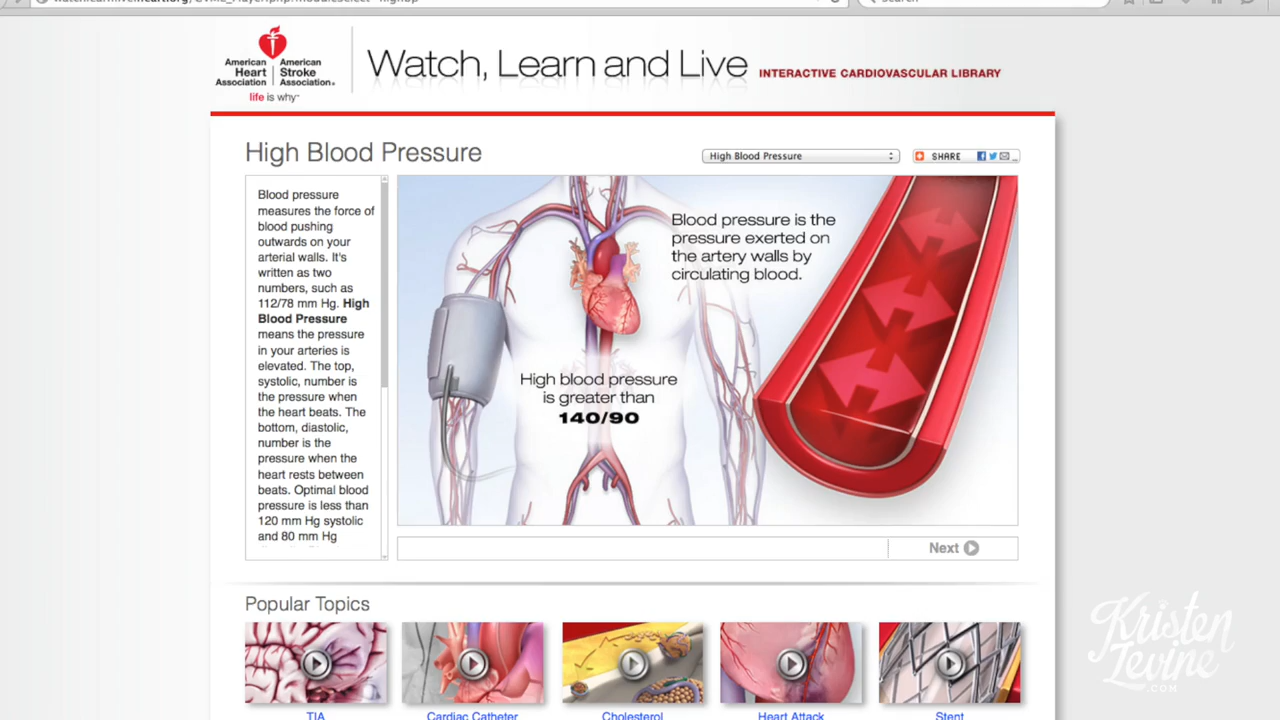 Search
American
Heart
Association
American
Stroke
Association®
life is why™
Watch, Learn and Live INTERACTIVE CARDIOVASCULAR LIBRARY
High Blood Pressure
High Blood Pressure
SHARE
Blood pressure
measures the force of
blood pushing
outwards on your
arterial walls. It's
written as two
numbers, such as
112/78 mm Hg. High
Blood Pressure
means the pressure
in your arteries is
elevated. The top,
systolic, number is
the pressure when
the heart beats. The
bottom, diastolic,
number is the
pressure when the
heart rests between
beats. Optimal blood
pressure is less than
120 mm Hg systolic
and 80 mm Hg
Blood pressure is the
pressure exerted on
the artery walls by
circulating blood.
High blood pressure
is greater than
140/90
Next
Popular Topics
TIA
Cardiac Catheter
Cholesterol
Heart Attack
Stent
Kristen
Levine
.COM